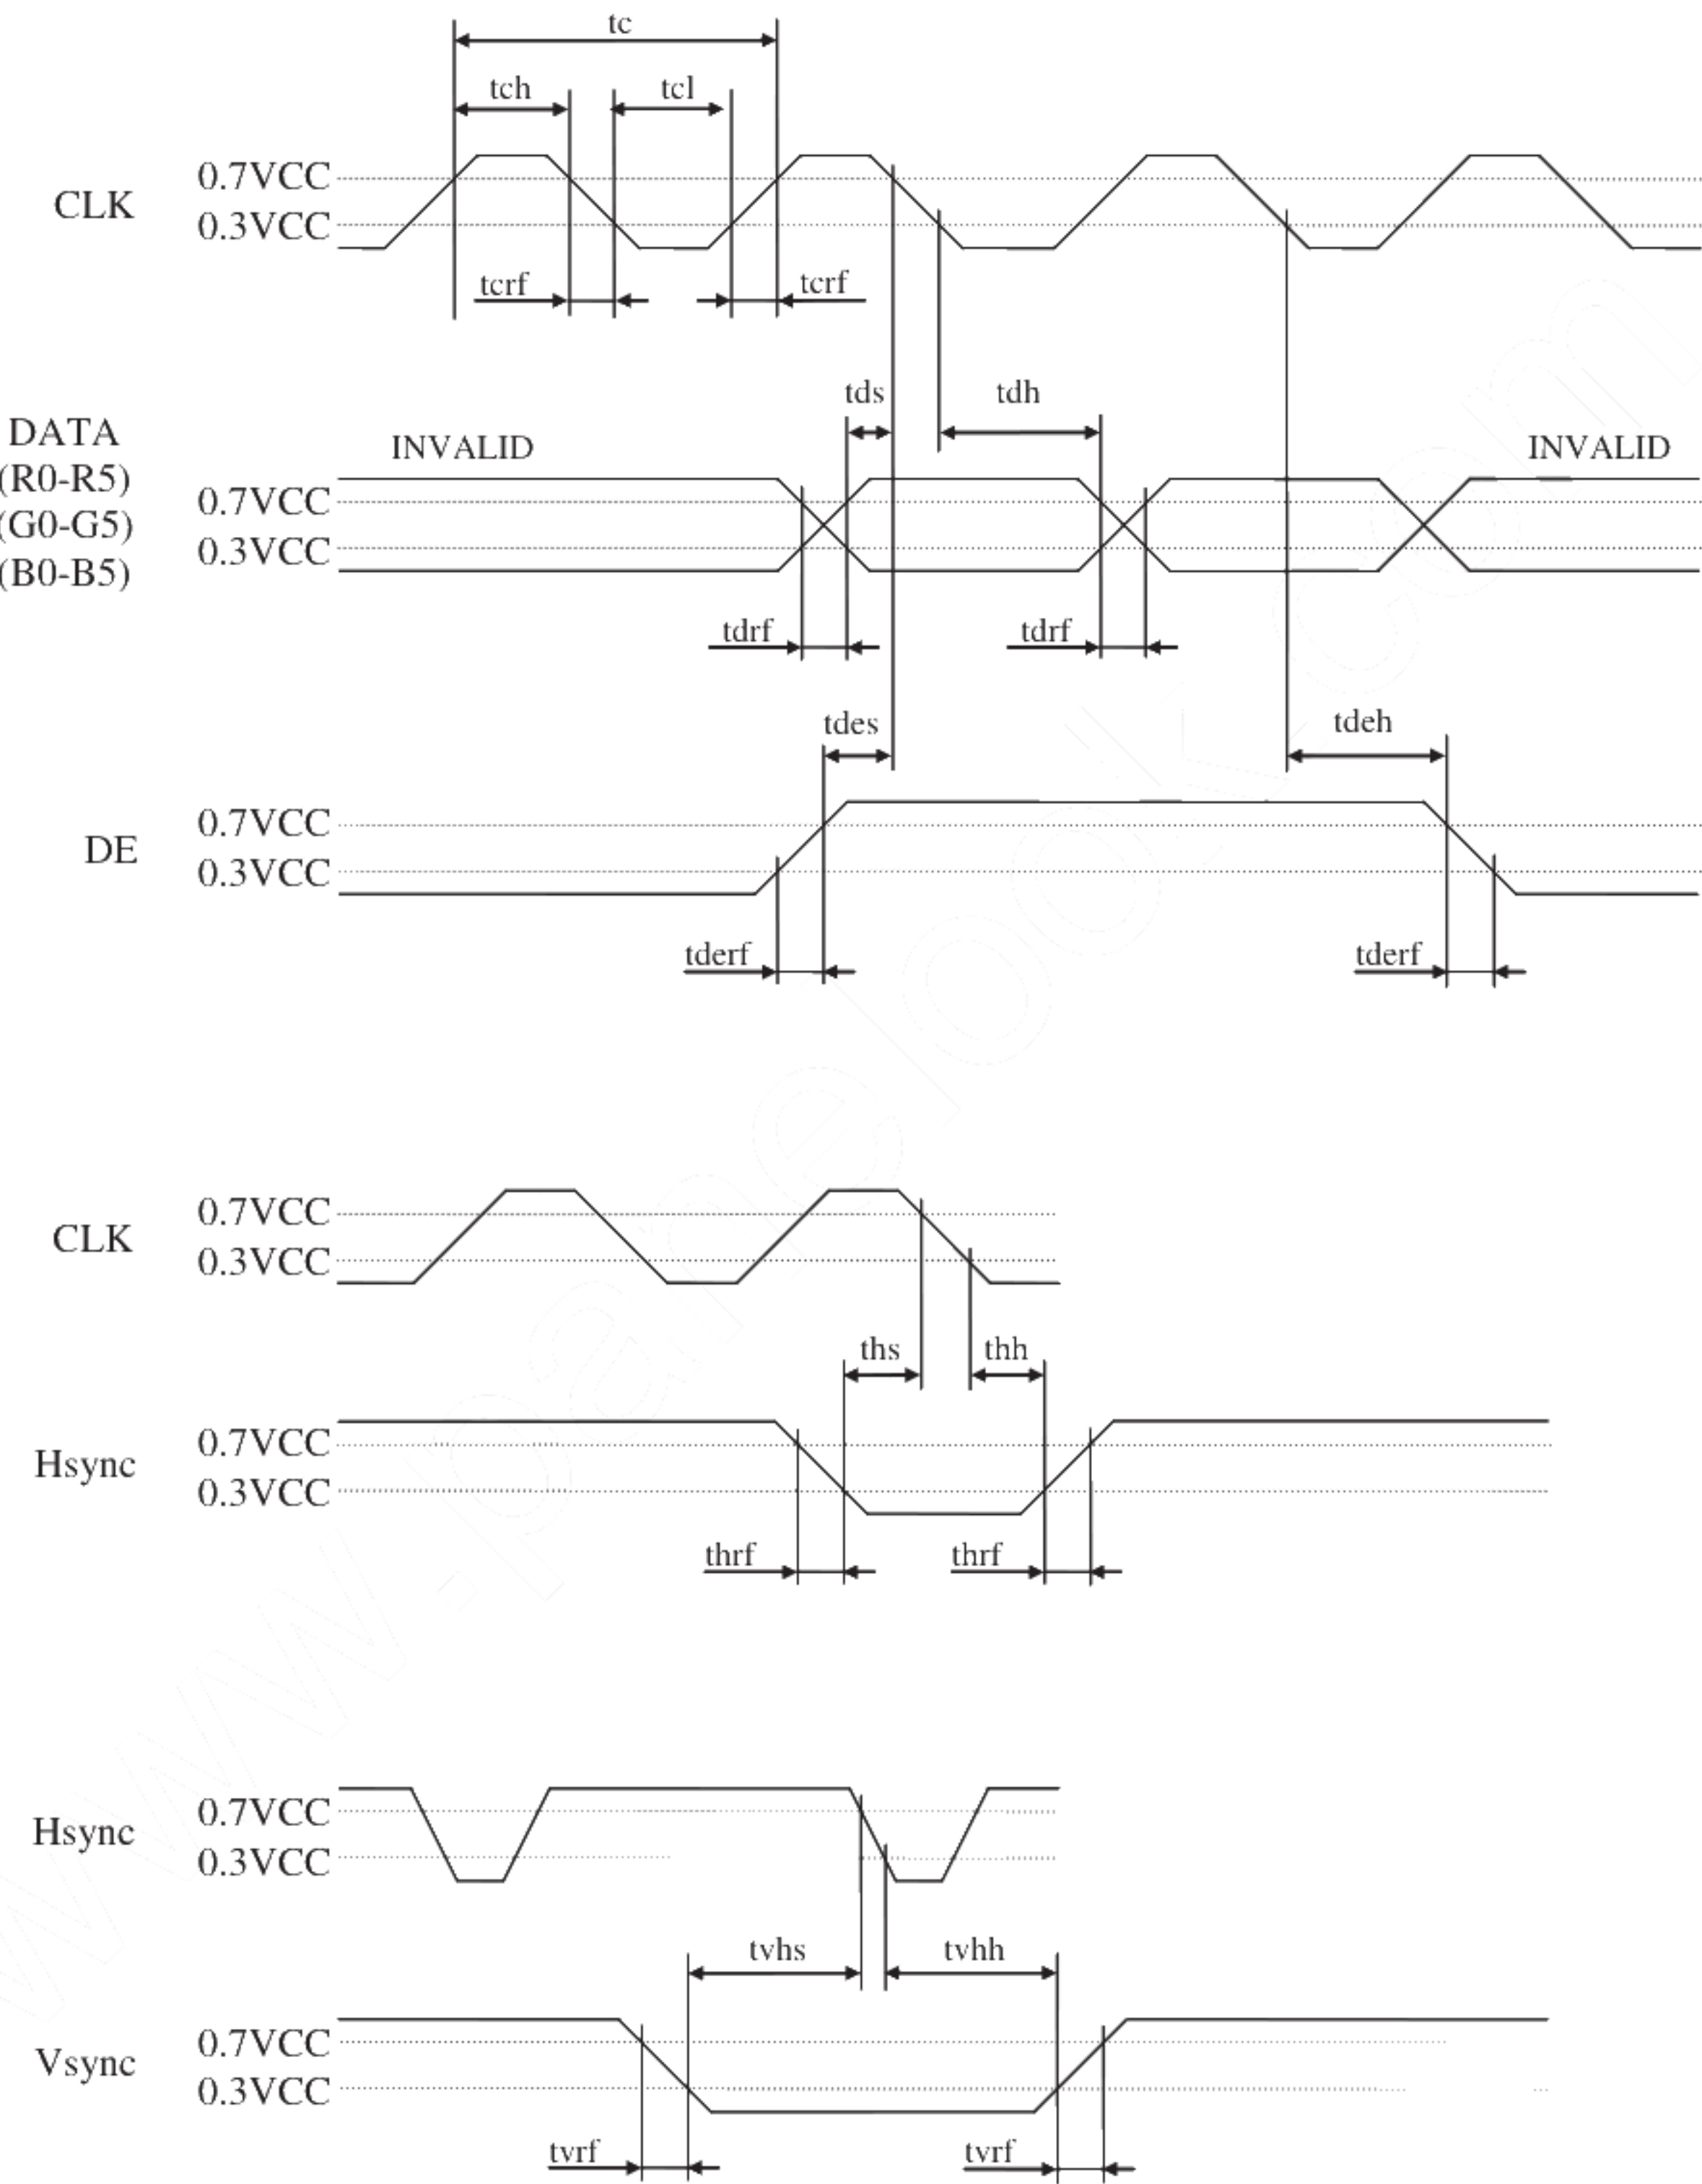 tc
tch tcl
0.7VCC
CLK
0.3VCC
tcrf tcrf
tds tdh
DATA
INVALID INVALID
(R0-R5)
0.7VCC
(G0-G5)
0.3VCC
(B0-B5)
tdrf tdrf
tdes tdeh
0.7VCC
DE
0.3VCC
tderf tderf
0.7VCC
CLK
0.3VCC
ths thh
0.7VCC
Hsync
0.3VCC
thrf thrf
0.7VCC
Hsync
0.3VCC
tvhs tvhh
0.7VCC
Vsync
0.3VCC
tvrf tvrf
www.panelook.com